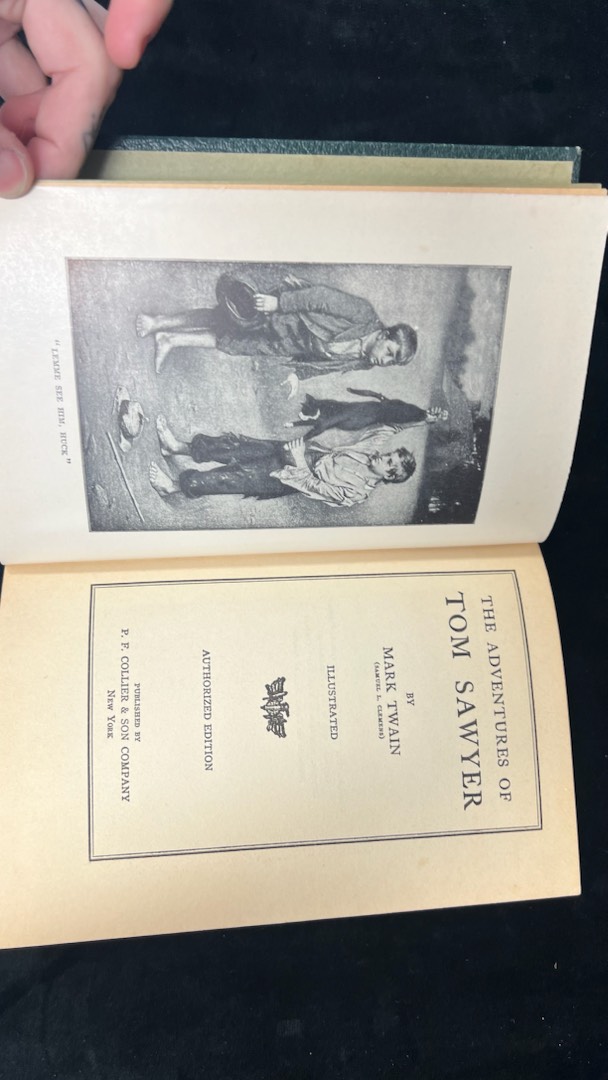 "LEMME SEE HIM, HUCK"
THE ADVENTURES OF
TOM SAWYER
BY
MARK TWAIN
(SAMUEL L. CLEMENS)
ILLUSTRATED
AUTHORIZED EDITION
PUBLISHED BY
P. F. COLLIER & SON COMPANY
NEW YORK